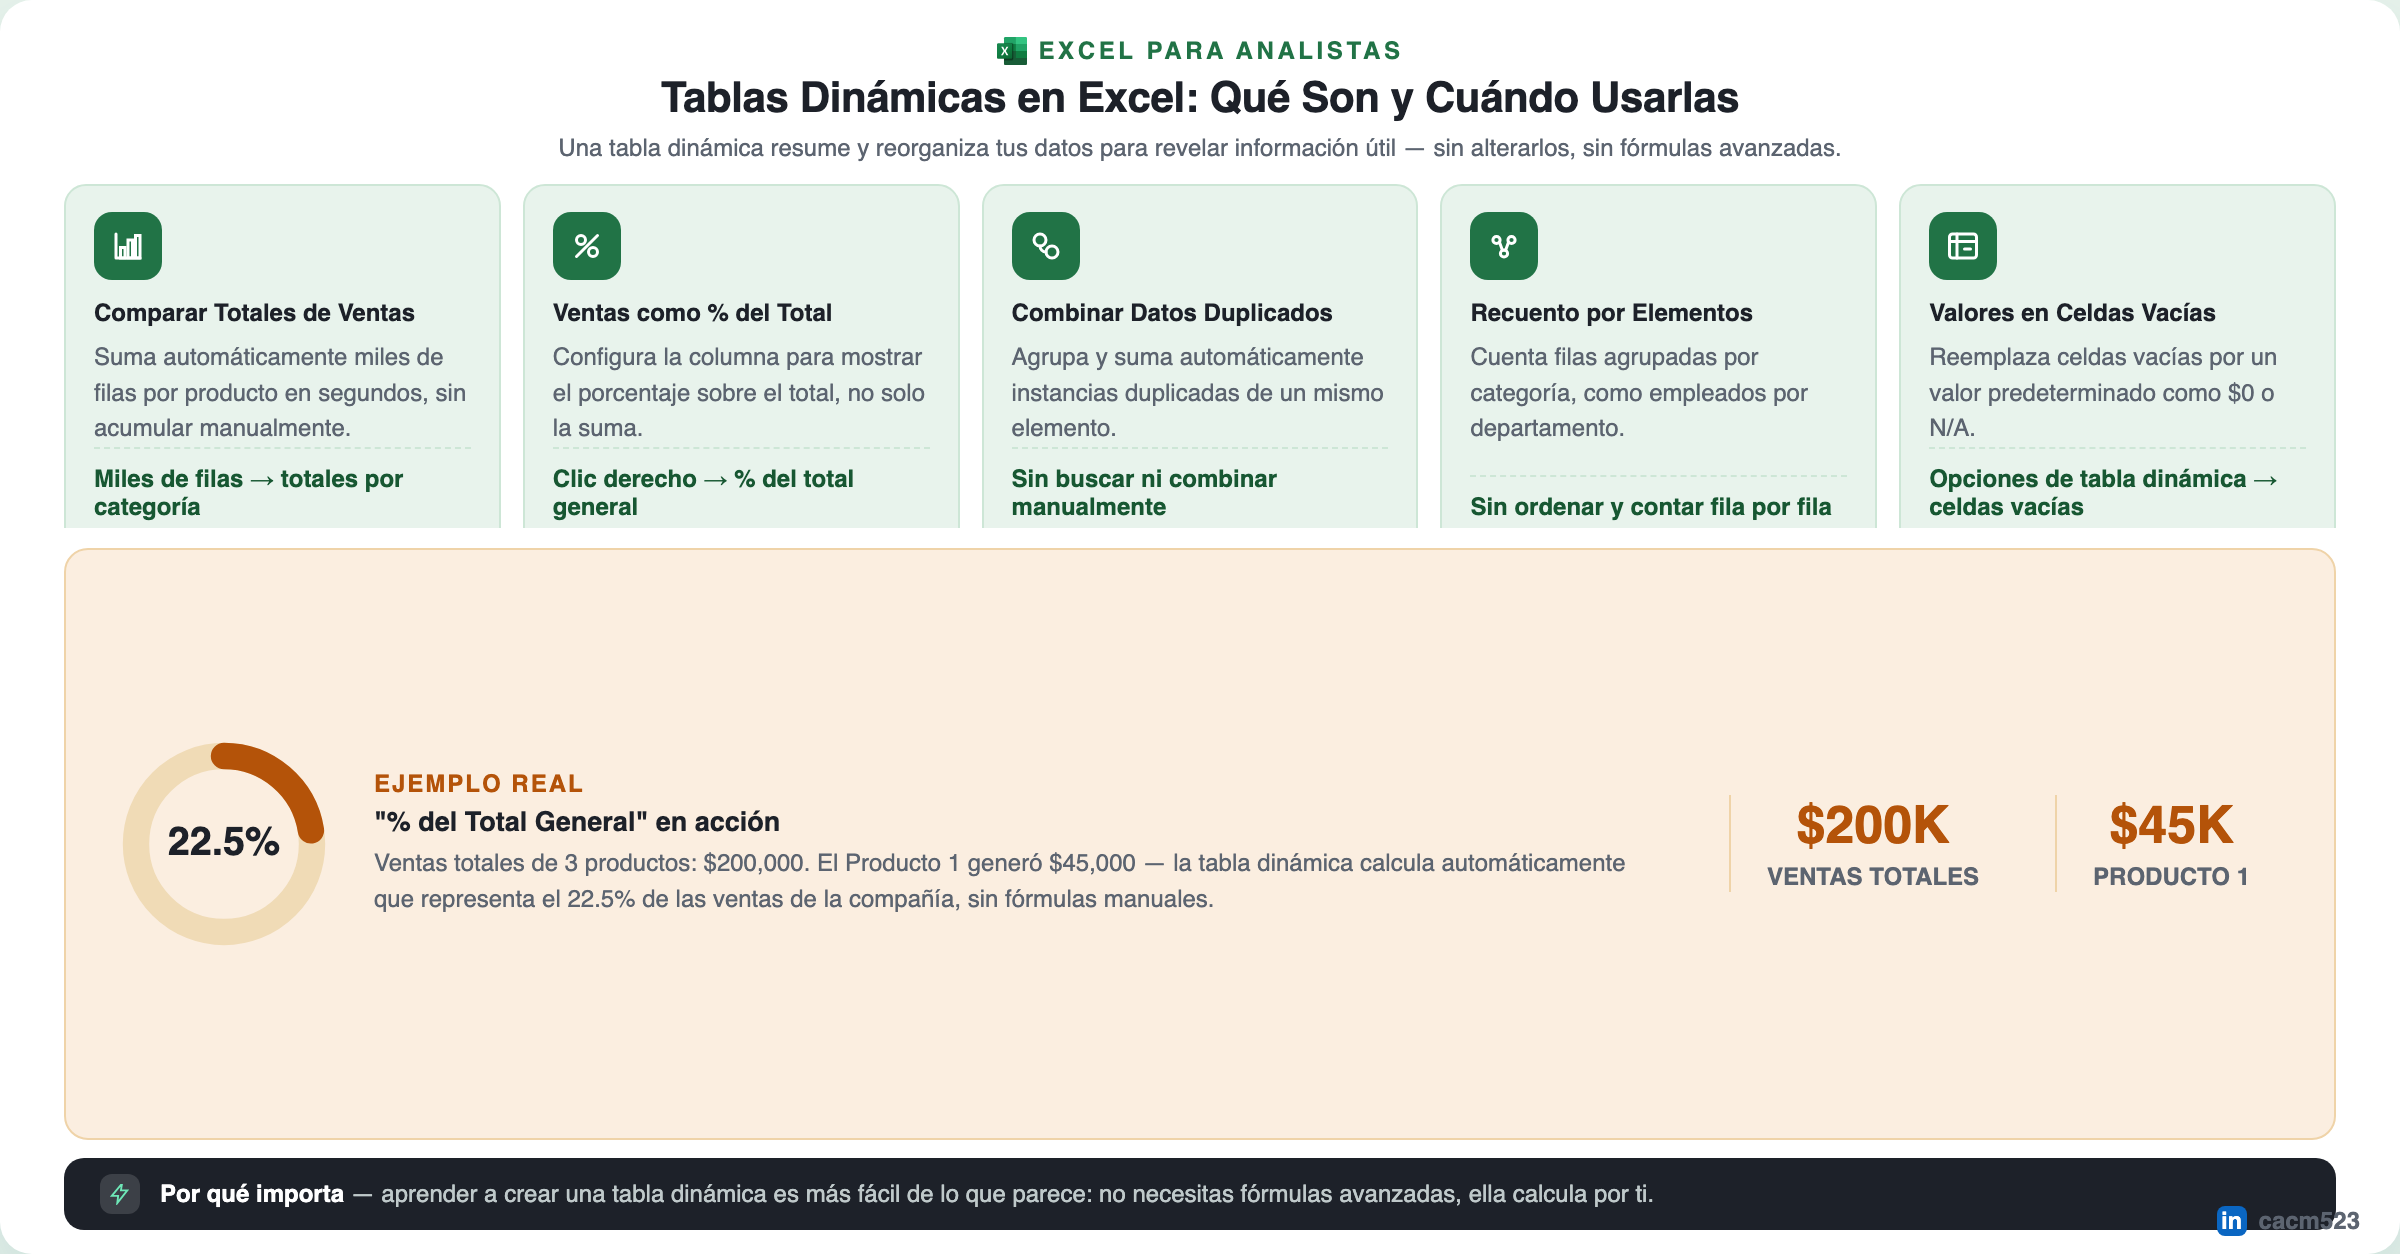 X
EXCEL PARA ANALISTAS
Tablas Dinámicas en Excel: Qué Son y Cuándo Usarlas
Una tabla dinámica resume y reorganiza tus datos para revelar información útil — sin alterarlos, sin fórmulas avanzadas.
Comparar Totales de Ventas
Suma automáticamente miles de
filas por producto en segundos, sin
acumular manualmente.
Miles de filas → totales por
categoría
%
Ventas como % del Total
Configura la columna para mostrar
el porcentaje sobre el total, no solo
la suma.
Clic derecho → % del total
general
Combinar Datos Duplicados
Agrupa y suma automáticamente
instancias duplicadas de un mismo
elemento.
Sin buscar ni combinar
manualmente
Recuento por Elementos
Cuenta filas agrupadas por
categoría, como empleados por
departamento.
Sin ordenar y contar fila por fila
Valores en Celdas Vacías
Reemplaza celdas vacías por un
valor predeterminado como $0 o
N/A.
Opciones de tabla dinámica →
celdas vacías
22.5%
EJEMPLO REAL
"% del Total General" en acción
Ventas totales de 3 productos: $200,000. El Producto 1 generó $45,000 — la tabla dinámica calcula automáticamente
que representa el 22.5% de las ventas de la compañía, sin fórmulas manuales.
$200K
VENTAS TOTALES
$45K
PRODUCTO 1
Por qué importa — aprender a crear una tabla dinámica es más fácil de lo que parece: no necesitas fórmulas avanzadas, ella calcula por ti.
in cacm523